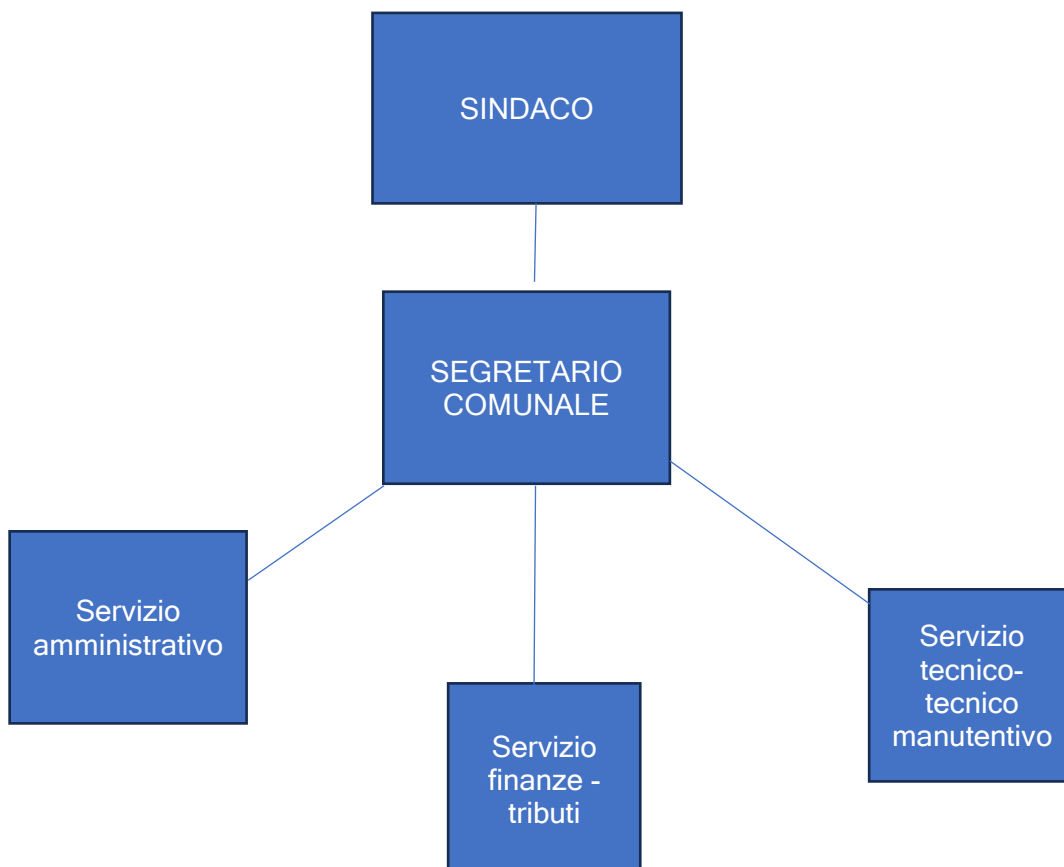 SINDACO
SEGRETARIO
COMUNALE
Servizio
amministrativo
Servizio
finanze -
tributi
Servizio
tecnico-
tecnico
manutentivo